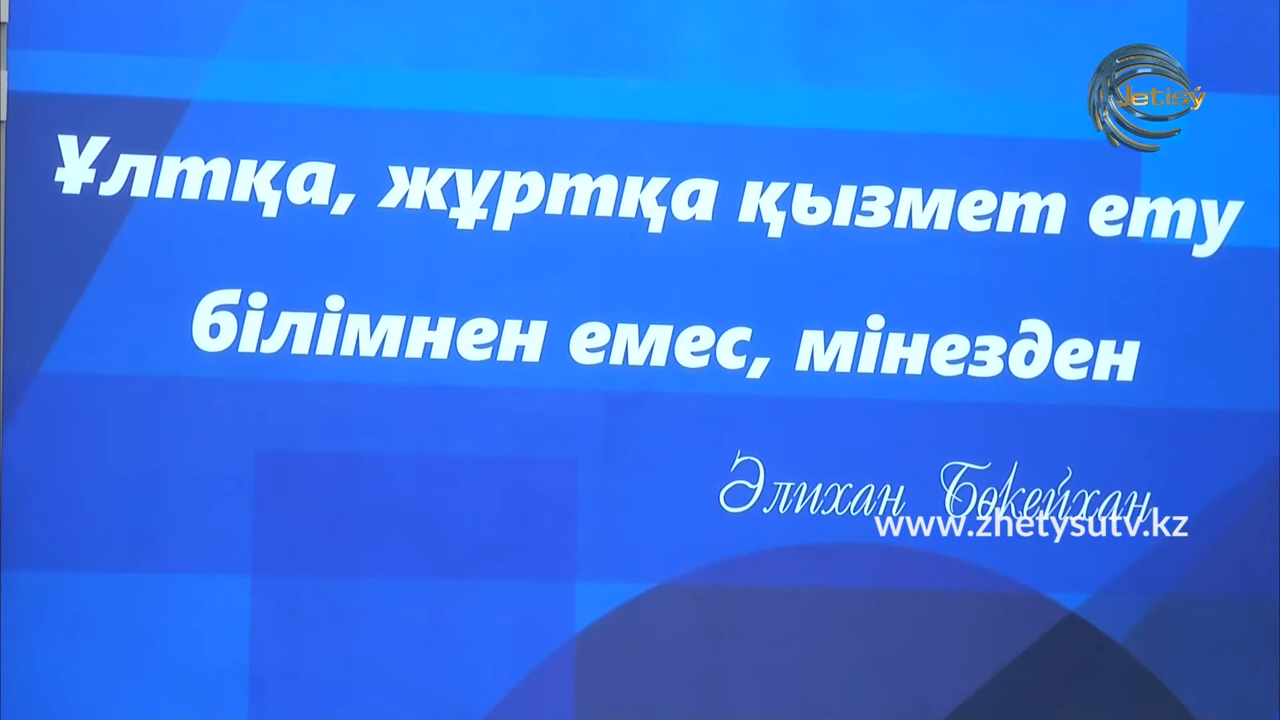 Jetisý
Ұлтқа, жұртқа қызмет ету
білімнен емес, мінезден
Әлихан Бөкейхан
www.zhetysutv.kz